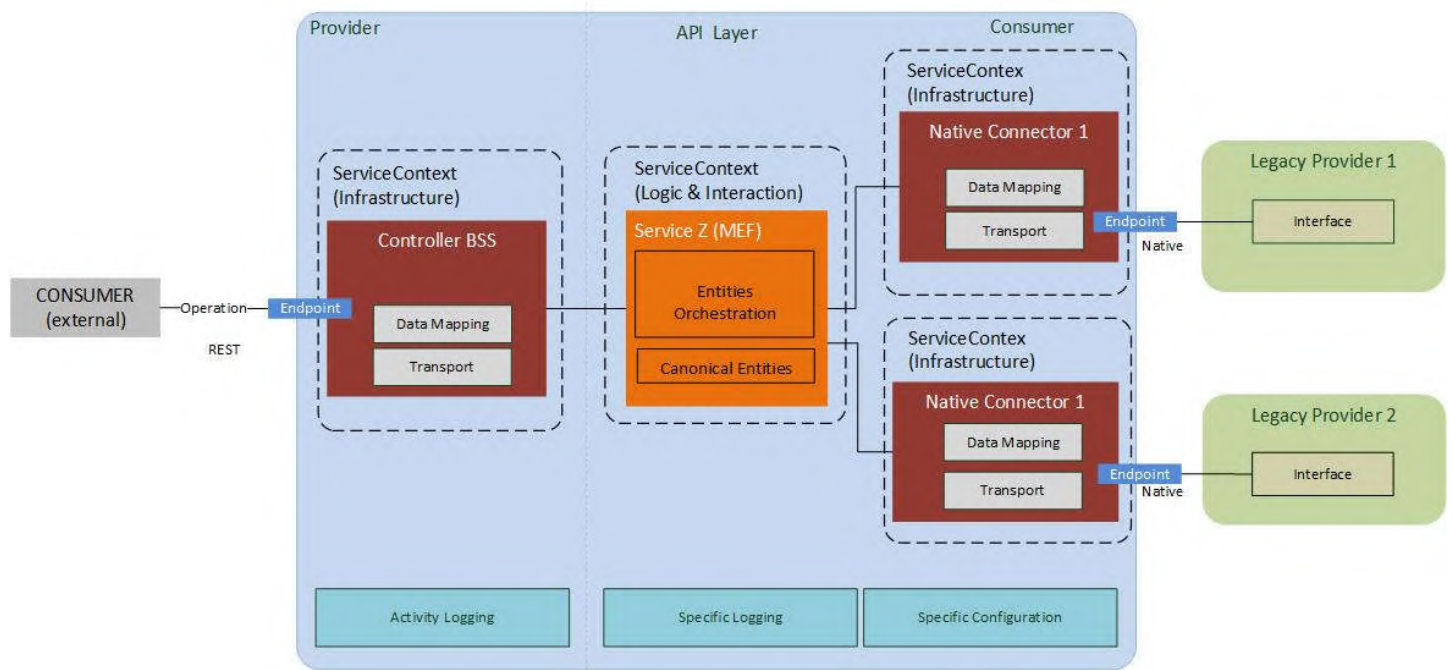 Provider
API Layer
Consumer
ServiceContex
(Infrastructure)
Native Connector 1
Data Mapping
Transport
Endpoint
Native
Legacy Provider 1
Interface
ServiceContext
(Infrastructure)
Controller BSS
Data Mapping
Transport
ServiceContext
(Logic & Interaction)
Service Z (MEF)
Entities
Orchestration
Canonical Entities
CONSUMER
(external)
Operation
REST
Endpoint
ServiceContex
(Infrastructure)
Native Connector 1
Data Mapping
Transport
Endpoint
Native
Legacy Provider 2
Interface
Activity Logging
Specific Logging
Specific Configuration